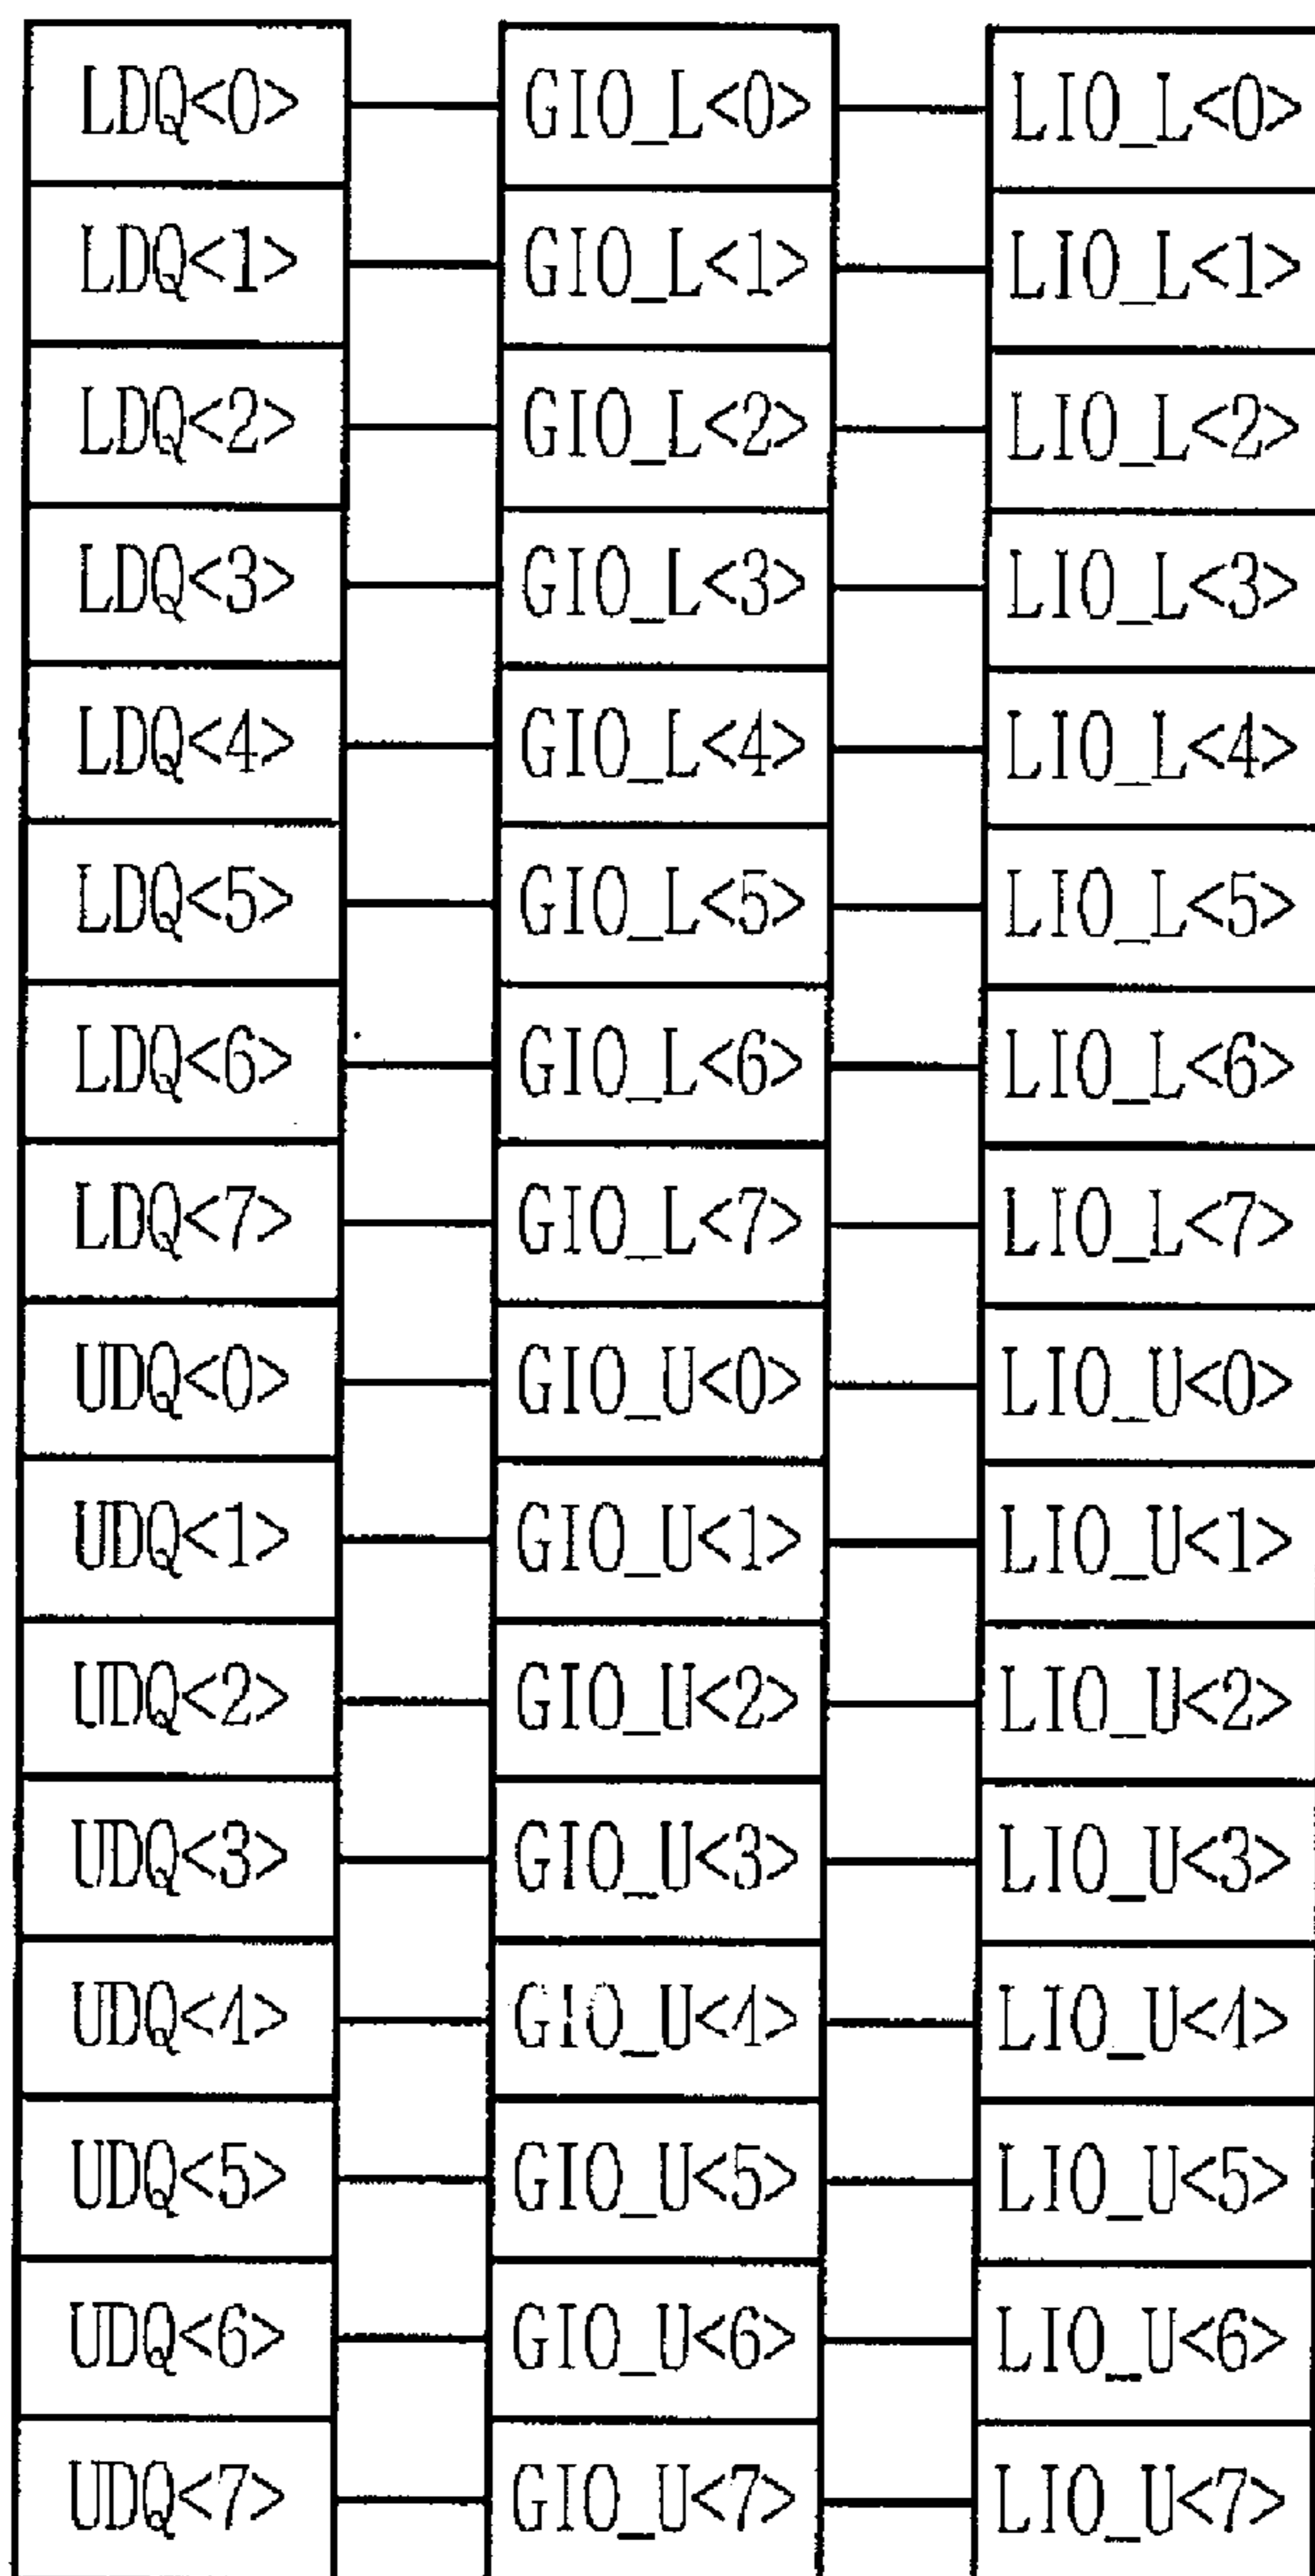 LDQ<0> GIO_L<0> LIO_L<0>
LDQ<1> GIO_L<1> LIO_L<1>
LDQ<2> GIO_L<2> LIO_L<2>
LDQ<3> GIO_L<3> LIO_L<3>
LDQ<4> GIO_L<4> LIO_L<4>
LDQ<5> GIO_L<5> LIO_L<5>
LDQ<6> GIO_L<6> LIO_L<6>
LDQ<7> GIO_L<7> LIO_L<7>
UDQ<0> GIO_U<0> LIO_U<0>
UDQ<1> GIO_U<1> LIO_U<1>
UDQ<2> GIO_U<2> LIO_U<2>
UDQ<3> GIO_U<3> LIO_U<3>
UDQ<4> GIO_U<4> LIO_U<4>
UDQ<5> GIO_U<5> LIO_U<5>
UDQ<6> GIO_U<6> LIO_U<6>
UDQ<7> GIO_U<7> LIO_U<7>